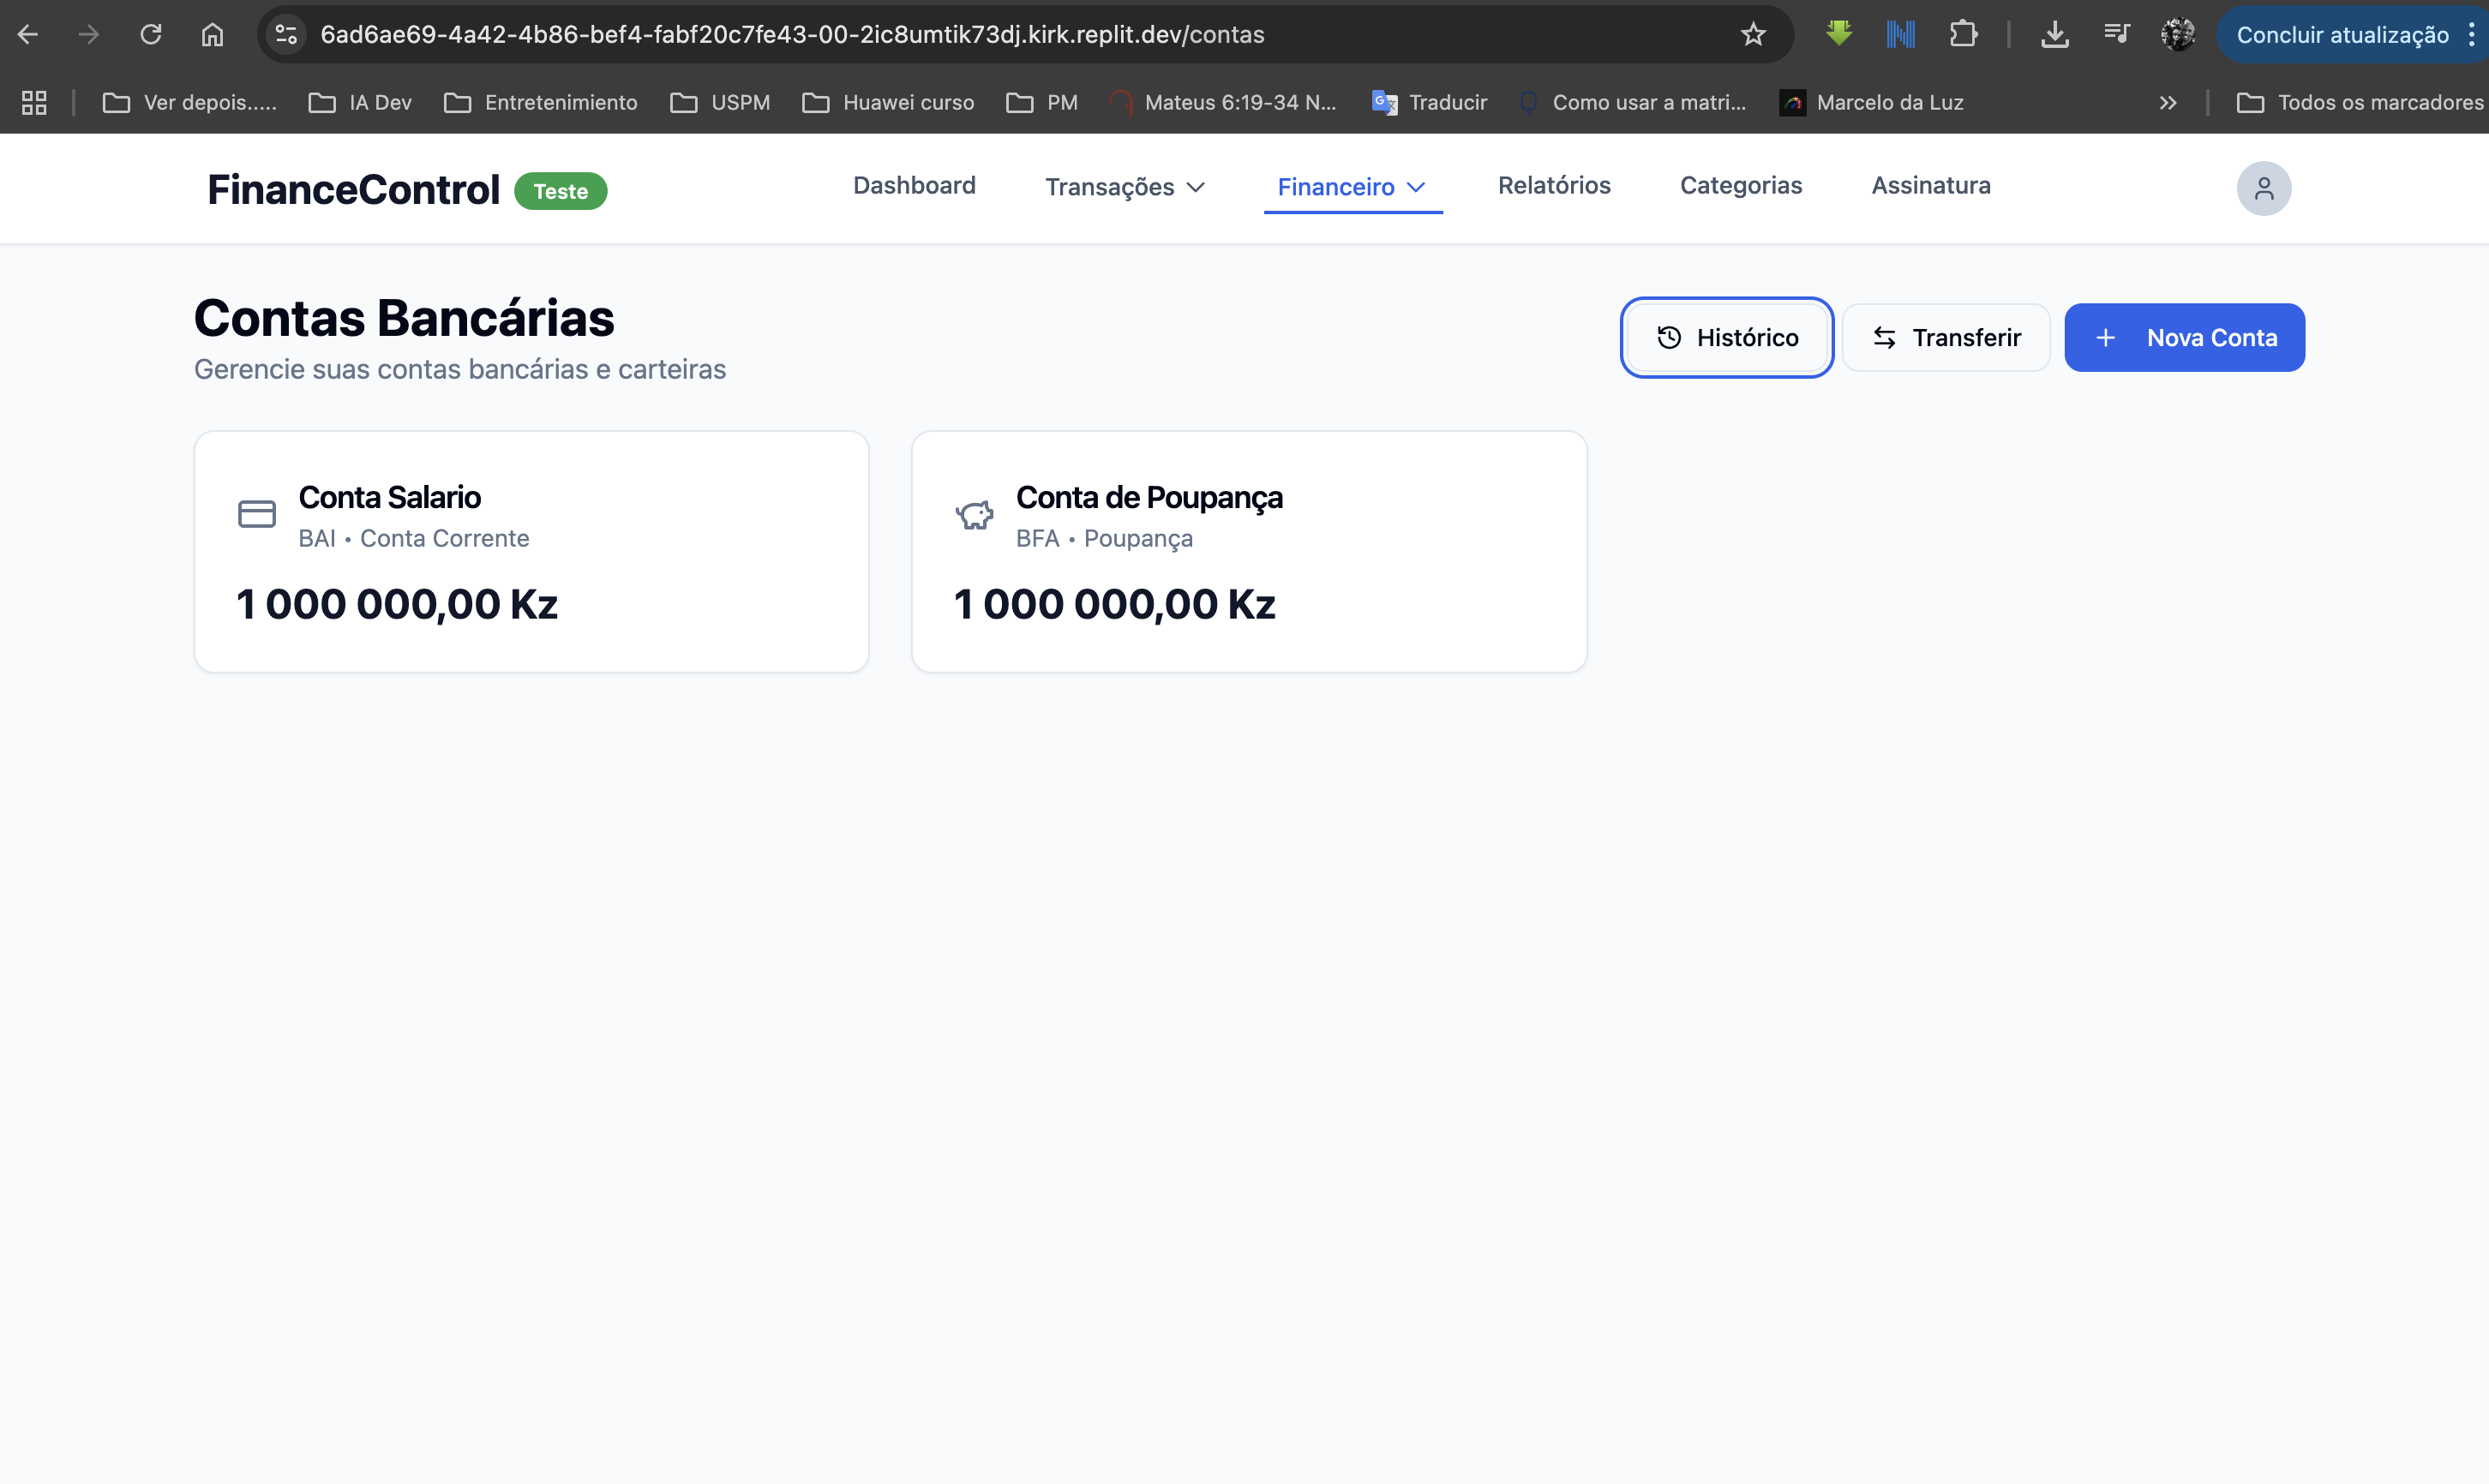 6ad6ae69-4a42-4b86-bef4-fabf20c7fe43-00-2ic8umtik73dj.kirk.replit.dev/contas
Concluir atualização
Ver depois..... IA Dev Entretenimiento USPM Huawei curso PM Mateus 6:19-34 N... Traducir Como usar a matri... Marcelo da Luz Todos os marcadores
FinanceControl Teste Dashboard Transações Financeiro Relatórios Categorias Assinatura
Contas Bancárias
Gerencie suas contas bancárias e carteiras
Histórico Transferir + Nova Conta
Conta Salario
BAI • Conta Corrente
1 000 000,00 Kz
Conta de Poupança
BFA • Poupança
1 000 000,00 Kz